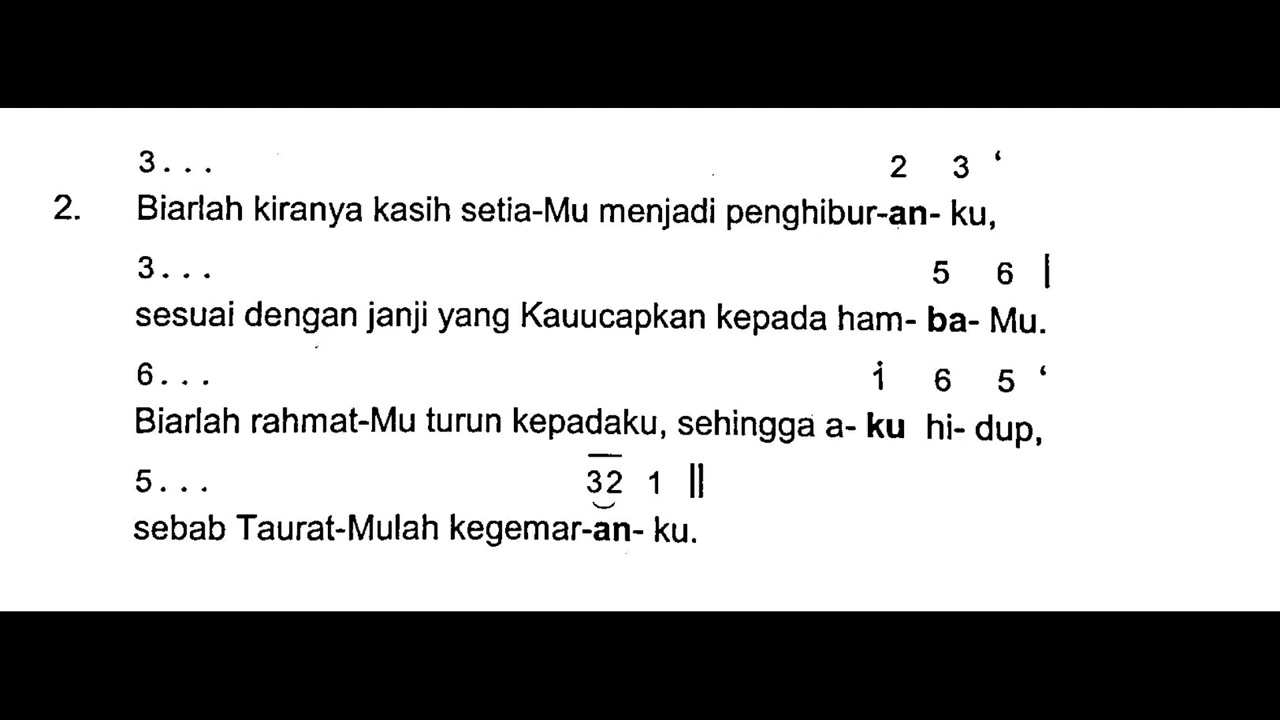 3 . . . 2 3 ‘
2. Biarlah kiranya kasih setia-Mu menjadi penghibur-an- ku,
3 . . . 5 6 |
sesuai dengan janji yang Kauucapkan kepada ham- ba- Mu.
6 . . . 1̇ 6 5 ‘
Biarlah rahmat-Mu turun kepadaku, sehingga a- ku hi- dup,
5 . . . 32 1 ||
sebab Taurat-Mulah kegemar-an- ku.